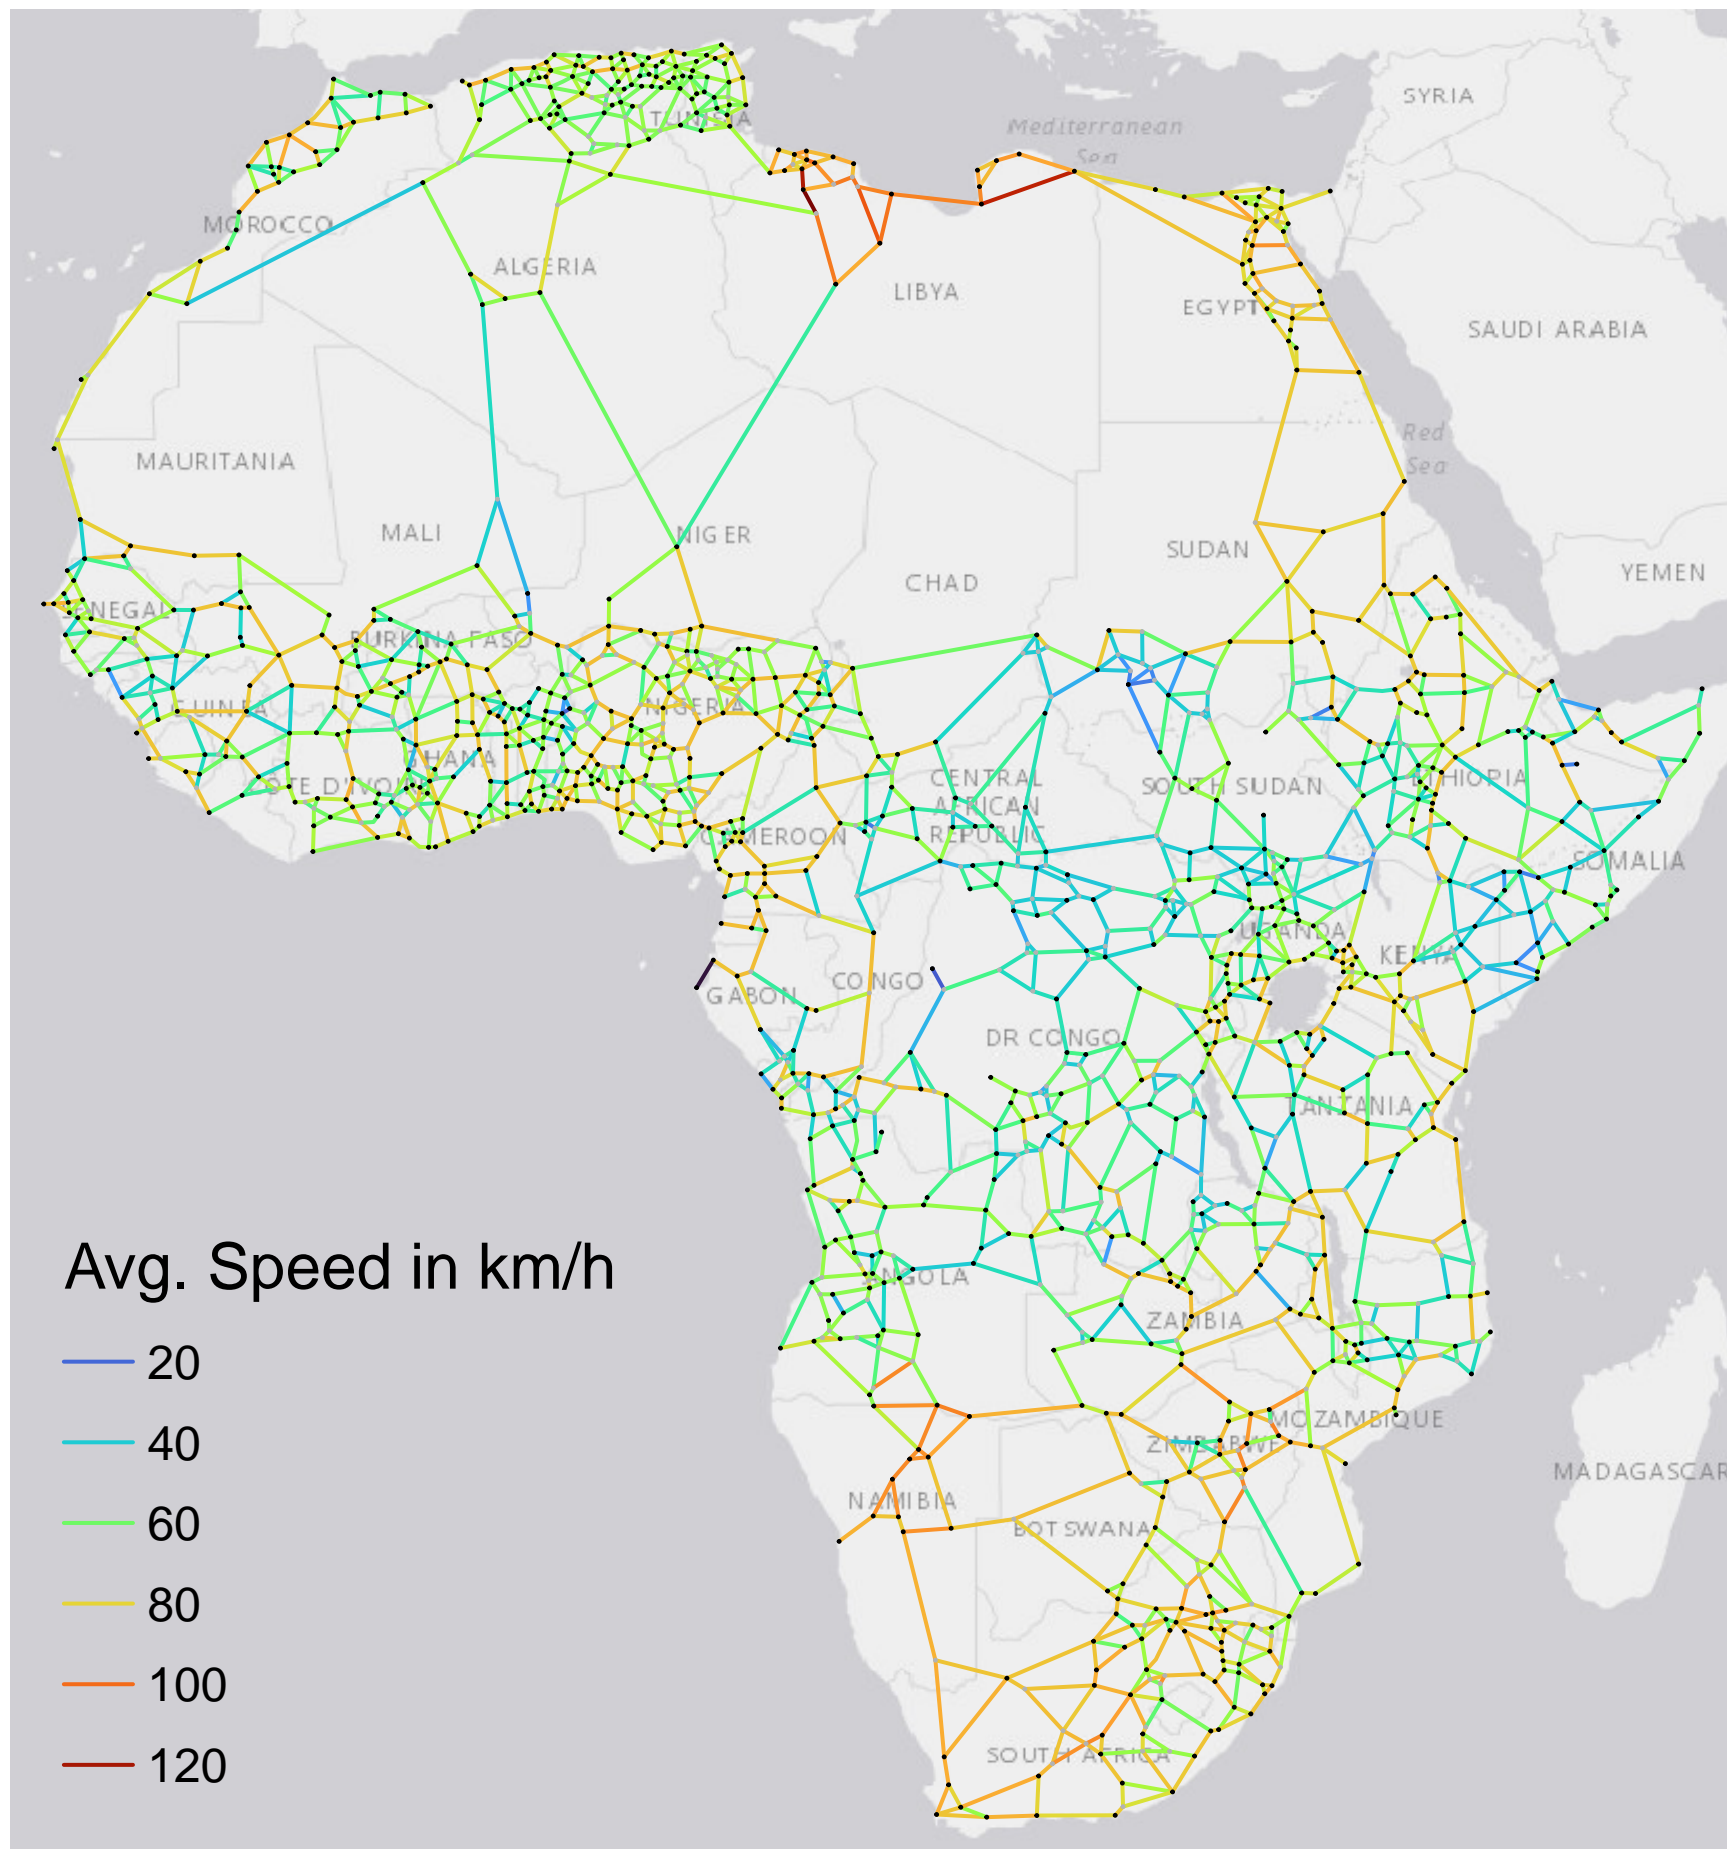 SYRIA
Mediterranean
Sea
TUNISIA
MOROCCO
ALGERIA
LIBYA
EGYPT
SAUDI ARABIA
Red
Sea
MAURITANIA
MALI
NIGER
CHAD
SUDAN
YEMEN
SENEGAL
BURKINA FASO
GUINEA
NIGERIA
GHANA
CÔTE D'IVOIRE
CENTRAL
AFRICAN
REPUBLIC
SOUTH SUDAN
ETHIOPIA
CAMEROON
SOMALIA
UGANDA
KENYA
GABON
CONGO
DR CONGO
TANZANIA
Avg. Speed in km/h
ANGOLA
ZAMBIA
20
40
60
80
100
120
MOZAMBIQUE
ZIMBABWE
MADAGASCAR
NAMIBIA
BOTSWANA
SOUTH AFRICA